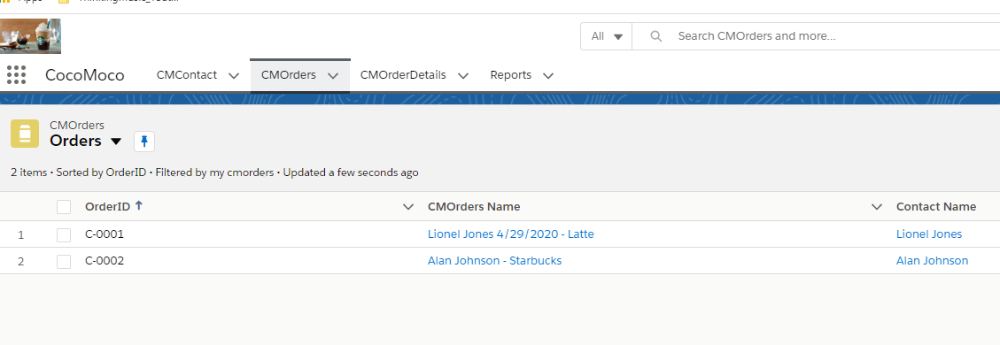 Apps
All
Search CMOrders and more...
CocoMoco
CMContact
CMOrders
CMOrderDetails
Reports
CMOrders
Orders
2 items • Sorted by OrderID • Filtered by my cmorders • Updated a few seconds ago
OrderID
CMOrders Name
Contact Name
1
C-0001
Lionel Jones 4/29/2020 - Latte
Lionel Jones
2
C-0002
Alan Johnson - Starbucks
Alan Johnson